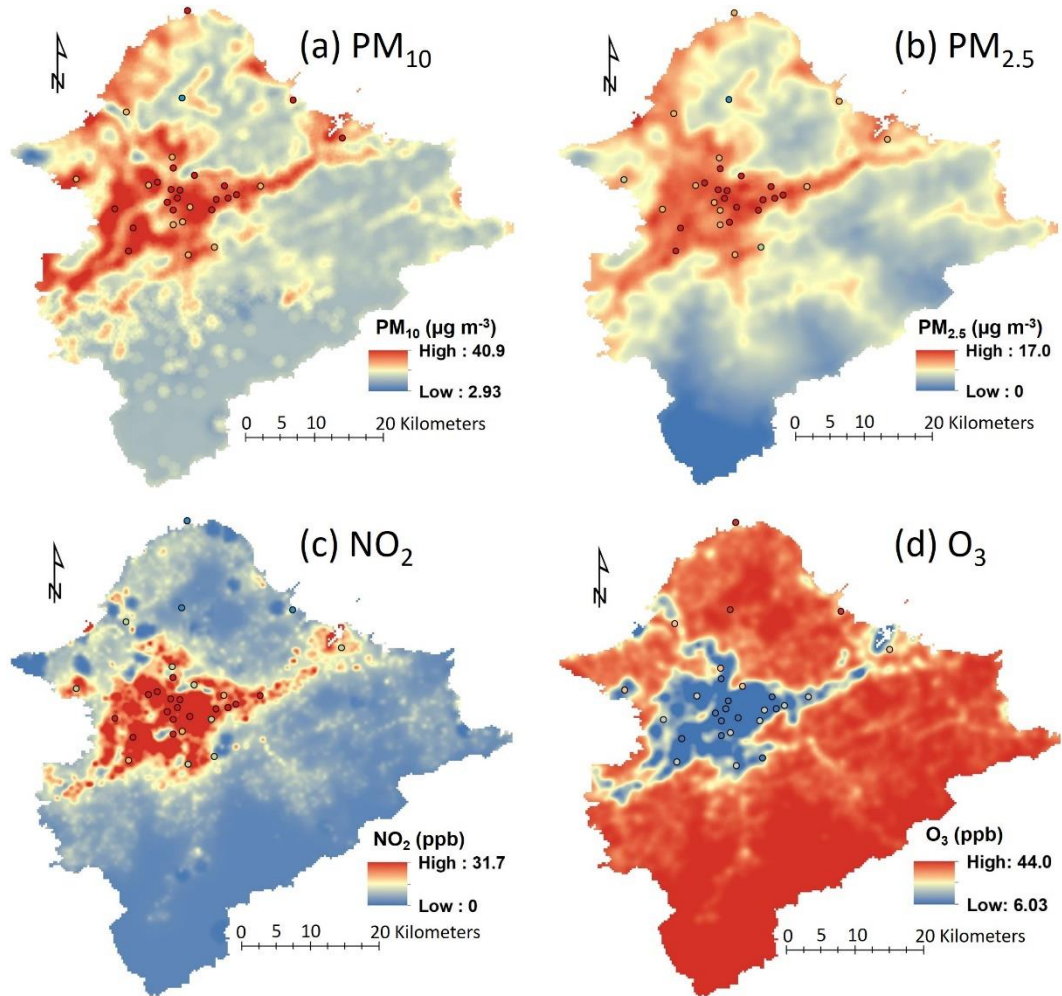 (a) PM₁₀
N
PM₁₀ (µg m⁻³)
High : 40.9
Low : 2.93
0 5 10 20 Kilometers
(b) PM₂.₅
N
PM₂.₅ (µg m⁻³)
High : 17.0
Low : 0
0 5 10 20 Kilometers
(c) NO₂
N
NO₂ (ppb)
High : 31.7
Low : 0
0 5 10 20 Kilometers
(d) O₃
N
O₃ (ppb)
High: 44.0
Low: 6.03
0 5 10 20 Kilometers